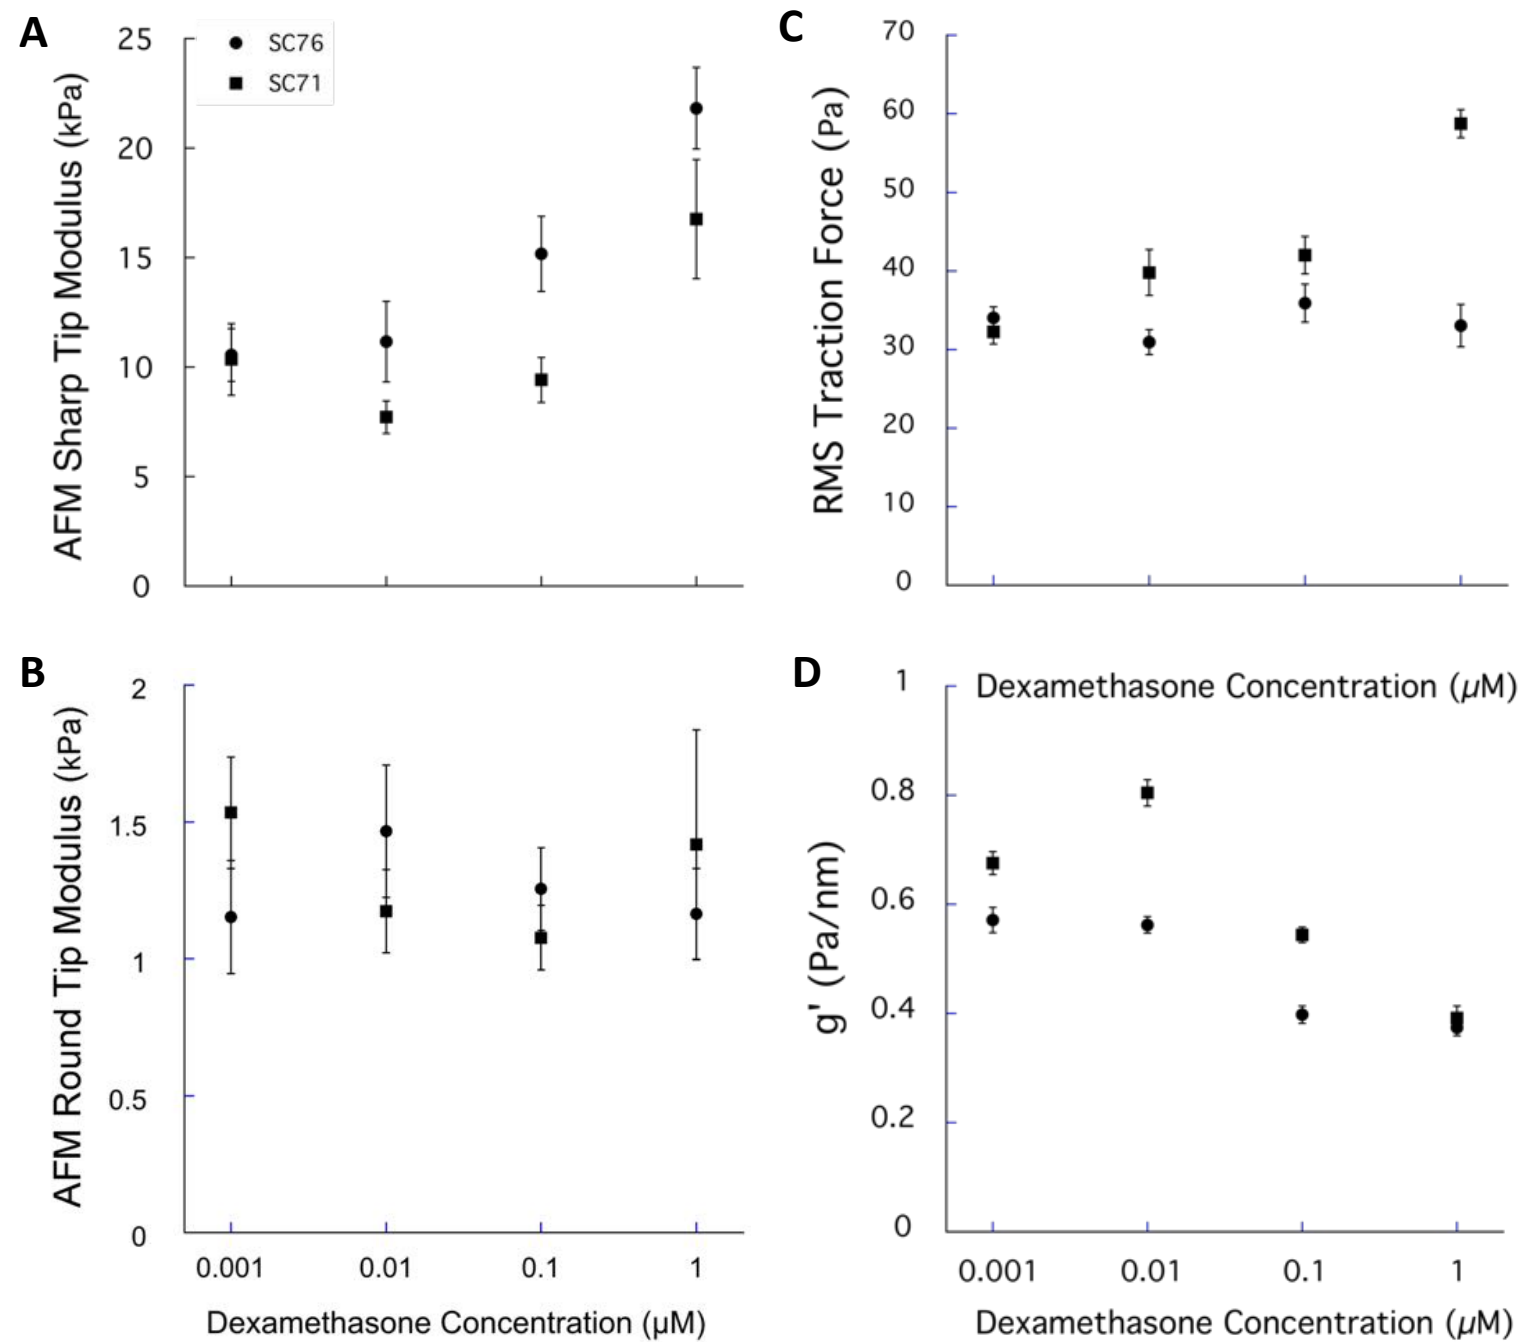 A
AFM Sharp Tip Modulus (kPa)
25
20
15
10
5
0
SC76
SC71
C
RMS Traction Force (Pa)
70
60
50
40
30
20
10
0
B
AFM Round Tip Modulus (kPa)
2
1.5
1
0.5
0
0.001 0.01 0.1 1
Dexamethasone Concentration (µM)
D
Dexamethasone Concentration (µM)
g' (Pa/nm)
1
0.8
0.6
0.4
0.2
0
0.001 0.01 0.1 1
Dexamethasone Concentration (µM)